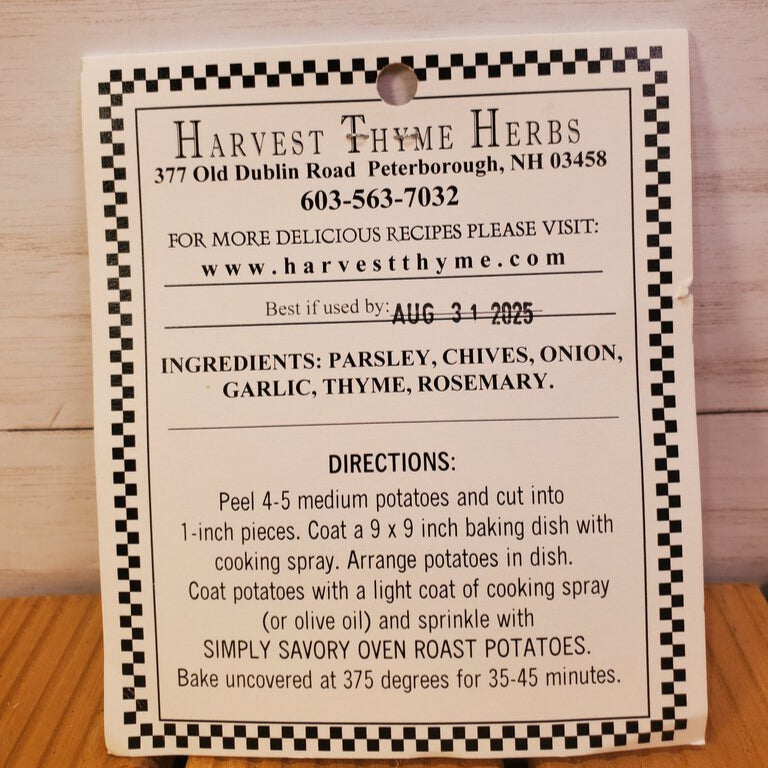 HARVEST THYME HERBS
377 Old Dublin Road Peterborough, NH 03458
603-563-7032
FOR MORE DELICIOUS RECIPES PLEASE VISIT:
www.harvestthyme.com
Best if used by: AUG 31 2025
INGREDIENTS: PARSLEY, CHIVES, ONION,
GARLIC, THYME, ROSEMARY.
DIRECTIONS:
Peel 4-5 medium potatoes and cut into
1-inch pieces. Coat a 9 x 9 inch baking dish with
cooking spray. Arrange potatoes in dish.
Coat potatoes with a light coat of cooking spray
(or olive oil) and sprinkle with
SIMPLY SAVORY OVEN ROAST POTATOES.
Bake uncovered at 375 degrees for 35-45 minutes.